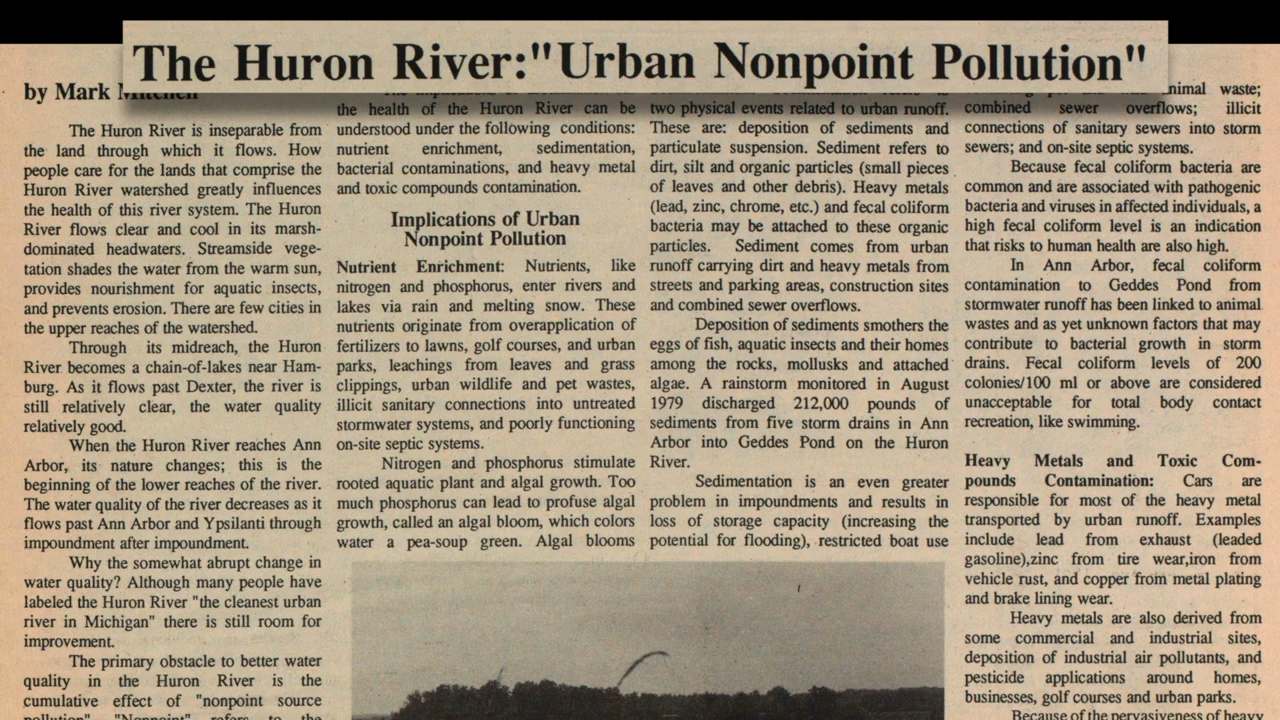 The Huron River:"Urban Nonpoint Pollution"
by Mark
The Huron River is inseparable from
the land through which it flows. How
people care for the lands that comprise the
Huron River watershed greatly influences
the health of this river system. The Huron
River flows clear and cool in its marsh-
dominated headwaters. Streamside vege-
tation shades the water from the warm sun,
provides nourishment for aquatic insects,
and prevents erosion. There are few cities in
the upper reaches of the watershed.
Through its midreach, the Huron
River becomes a chain-of-lakes near Ham-
burg. As it flows past Dexter, the river is
still relatively clear, the water quality
relatively good.
When the Huron River reaches Ann
Arbor, its nature changes; this is the
beginning of the lower reaches of the river.
The water quality of the river decreases as it
flows past Ann Arbor and Ypsilanti through
impoundment after impoundment.
Why the somewhat abrupt change in
water quality? Although many people have
labeled the Huron River "the cleanest urban
river in Michigan" there is still room for
improvement.
The primary obstacle to better water
quality in the Huron River is the
cumulative effect of "nonpoint source
pollution". "Nonpoint" refers to the
the health of the Huron River can be
understood under the following conditions:
nutrient enrichment, sedimentation,
bacterial contaminations, and heavy metal
and toxic compounds contamination.
Implications of Urban
Nonpoint Pollution
Nutrient Enrichment: Nutrients, like
nitrogen and phosphorus, enter rivers and
lakes via rain and melting snow. These
nutrients originate from overapplication of
fertilizers to lawns, golf courses, and urban
parks, leachings from leaves and grass
clippings, urban wildlife and pet wastes,
illicit sanitary connections into untreated
stormwater systems, and poorly functioning
on-site septic systems.
Nitrogen and phosphorus stimulate
rooted aquatic plant and algal growth. Too
much phosphorus can lead to profuse algal
growth, called an algal bloom, which colors
water a pea-soup green. Algal blooms
two physical events related to urban runoff.
These are: deposition of sediments and
particulate suspension. Sediment refers to
dirt, silt and organic particles (small pieces
of leaves and other debris). Heavy metals
(lead, zinc, chrome, etc.) and fecal coliform
bacteria may be attached to these organic
particles. Sediment comes from urban
runoff carrying dirt and heavy metals from
streets and parking areas, construction sites
and combined sewer overflows.
Deposition of sediments smothers the
eggs of fish, aquatic insects and their homes
among the rocks, mollusks and attached
algae. A rainstorm monitored in August
1979 discharged 212,000 pounds of
sediments from five storm drains in Ann
Arbor into Geddes Pond on the Huron
River.
Sedimentation is an even greater
problem in impoundments and results in
loss of storage capacity (increasing the
potential for flooding), restricted boat use
animal waste;
combined sewer overflows; illicit
connections of sanitary sewers into storm
sewers; and on-site septic systems.
Because fecal coliform bacteria are
common and are associated with pathogenic
bacteria and viruses in affected individuals, a
high fecal coliform level is an indication
that risks to human health are also high.
In Ann Arbor, fecal coliform
contamination to Geddes Pond from
stormwater runoff has been linked to animal
wastes and as yet unknown factors that may
contribute to bacterial growth in storm
drains. Fecal coliform levels of 200
colonies/100 ml or above are considered
unacceptable for total body contact
recreation, like swimming.
Heavy Metals and Toxic Com-
pounds Contamination: Cars are
responsible for most of the heavy metal
transported by urban runoff. Examples
include lead from exhaust (leaded
gasoline),zinc from tire wear,iron from
vehicle rust, and copper from metal plating
and brake lining wear.
Heavy metals are also derived from
some commercial and industrial sites,
deposition of industrial air pollutants, and
pesticide applications around homes,
businesses, golf courses and urban parks.
Because of the pervasiveness of heavy